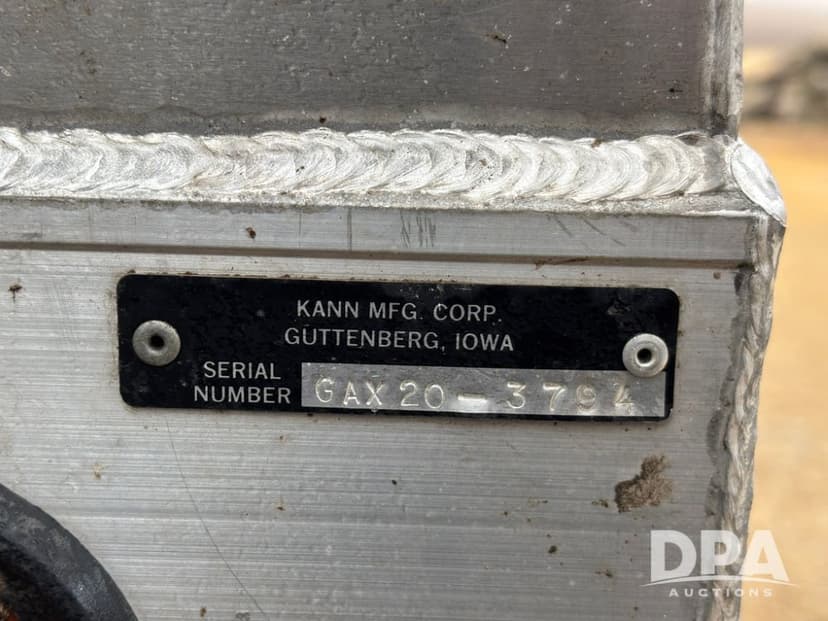 KANN MFG. CORP.
GUTTENBERG, IOWA
SERIAL
NUMBER GAX20-3794
DPA
AUCTIONS